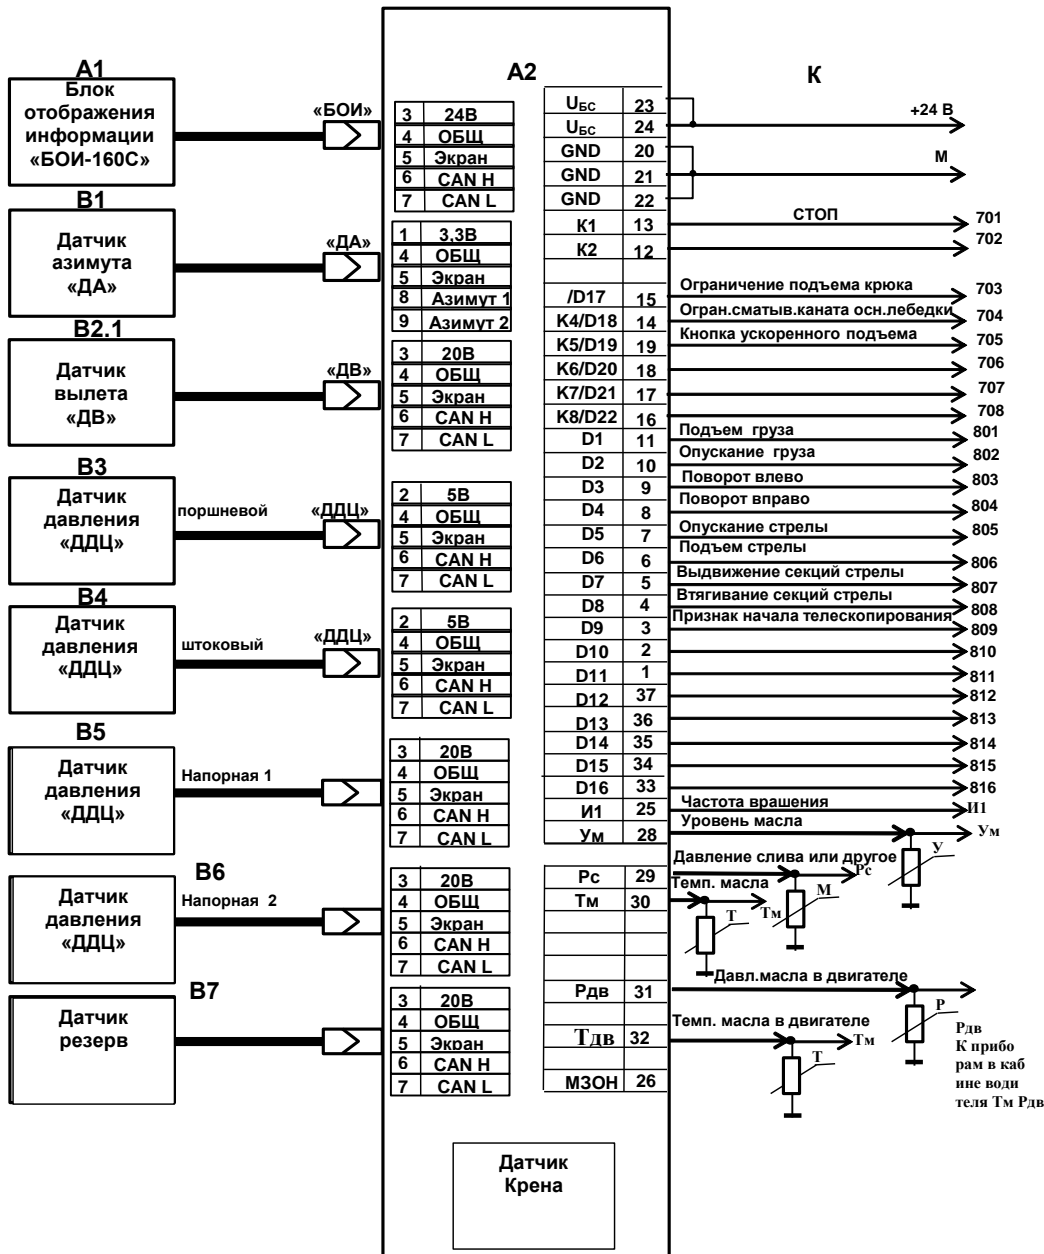 А1
Блок
отображения
информации
«БОИ-160С»
«БОИ»
В1
Датчик
азимута
«ДА»
«ДА»
В2.1
Датчик
вылета
«ДВ»
«ДВ»
В3
Датчик
давления
«ДДЦ»
поршневой
«ДДЦ»
В4
Датчик
давления
«ДДЦ»
штоковый
«ДДЦ»
В5
Датчик
давления
«ДДЦ»
Напорная 1
В6
Датчик
давления
«ДДЦ»
Напорная 2
В7
Датчик
резерв
А2
3 24В
4 ОБЩ
5 Экран
6 CAN H
7 CAN L
1 3,3В
4 ОБЩ
5 Экран
8 Азимут 1
9 Азимут 2
3 20В
4 ОБЩ
5 Экран
6 CAN H
7 CAN L
2 5В
4 ОБЩ
5 Экран
6 CAN H
7 CAN L
2 5В
4 ОБЩ
5 Экран
6 CAN H
7 CAN L
3 20В
4 ОБЩ
5 Экран
6 CAN H
7 CAN L
3 20В
4 ОБЩ
5 Экран
6 CAN H
7 CAN L
3 20В
4 ОБЩ
5 Экран
6 CAN H
7 CAN L
Датчик
Крена
К
UБС 23
UБС 24 +24 В
GND 20
GND 21 М
GND 22
К1 13 СТОП 701
К2 12 702
/D17 15 Ограничение подъема крюка 703
К4/D18 14 Огран.сматыв.каната осн.лебедки 704
К5/D19 19 Кнопка ускоренного подъема 705
К6/D20 18 706
К7/D21 17 707
К8/D22 16 708
D1 11 Подъем груза 801
D2 10 Опускание груза 802
D3 9 Поворот влево 803
D4 8 Поворот вправо 804
D5 7 Опускание стрелы 805
D6 6 Подъем стрелы 806
D7 5 Выдвижение секций стрелы 807
D8 4 Втягивание секций стрелы 808
D9 3 Признак начала телескопирования 809
D10 2 810
D11 1 811
D12 37 812
D13 36 813
D14 35 814
D15 34 815
D16 33 816
И1 25 Частота врашения И1
Ум 28 Уровень масла Ум
У
Рс 29 Давление слива или другое Рс
М
Тм 30 Темп. масла Тм
Т
Рдв 31 Давл.масла в двигателе
Р
Тдв 32 Темп. масла в двигателе Тм
Т
МЗОН 26
Рдв
К прибо
рам в каб
ине води
теля Тм Рдв